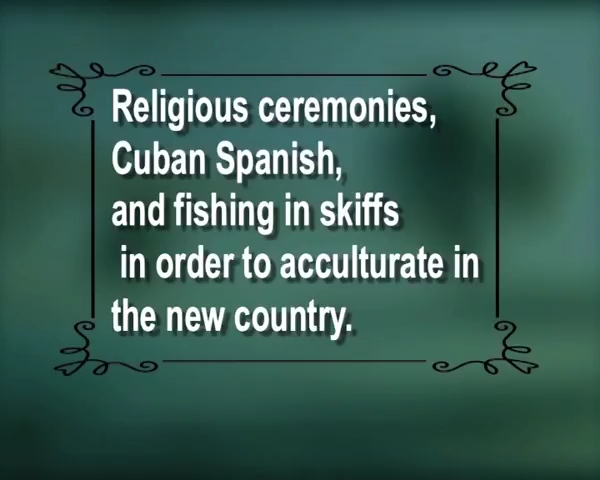 Religious ceremonies,
Cuban Spanish,
and fishing in skiffs
in order to acculturate in
the new country.